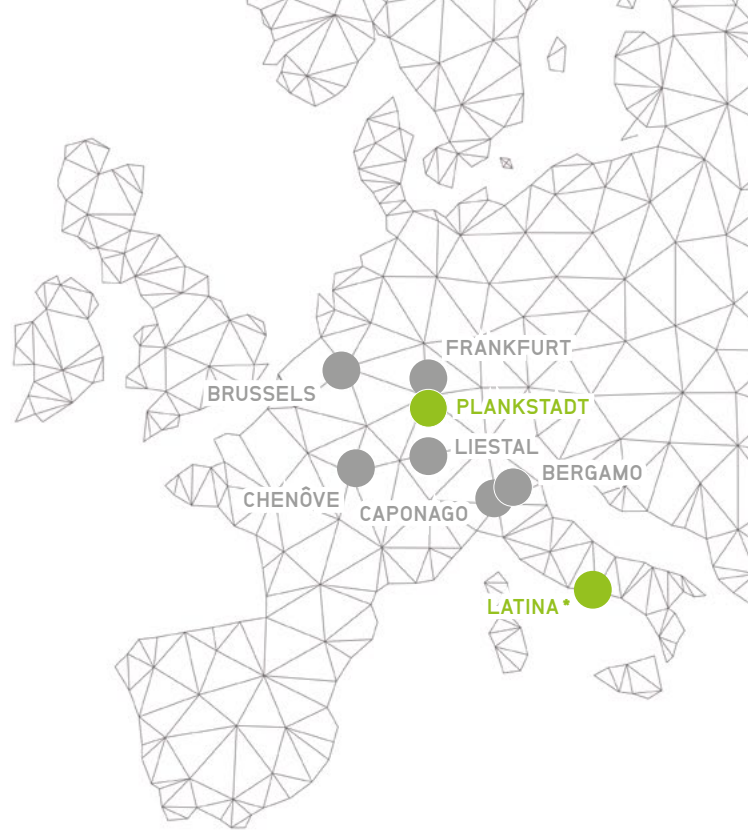 FRANKFURT
BRUSSELS
PLANKSTADT
LIESTAL
BERGAMO
CHENÔVE
CAPONAGO
LATINA*